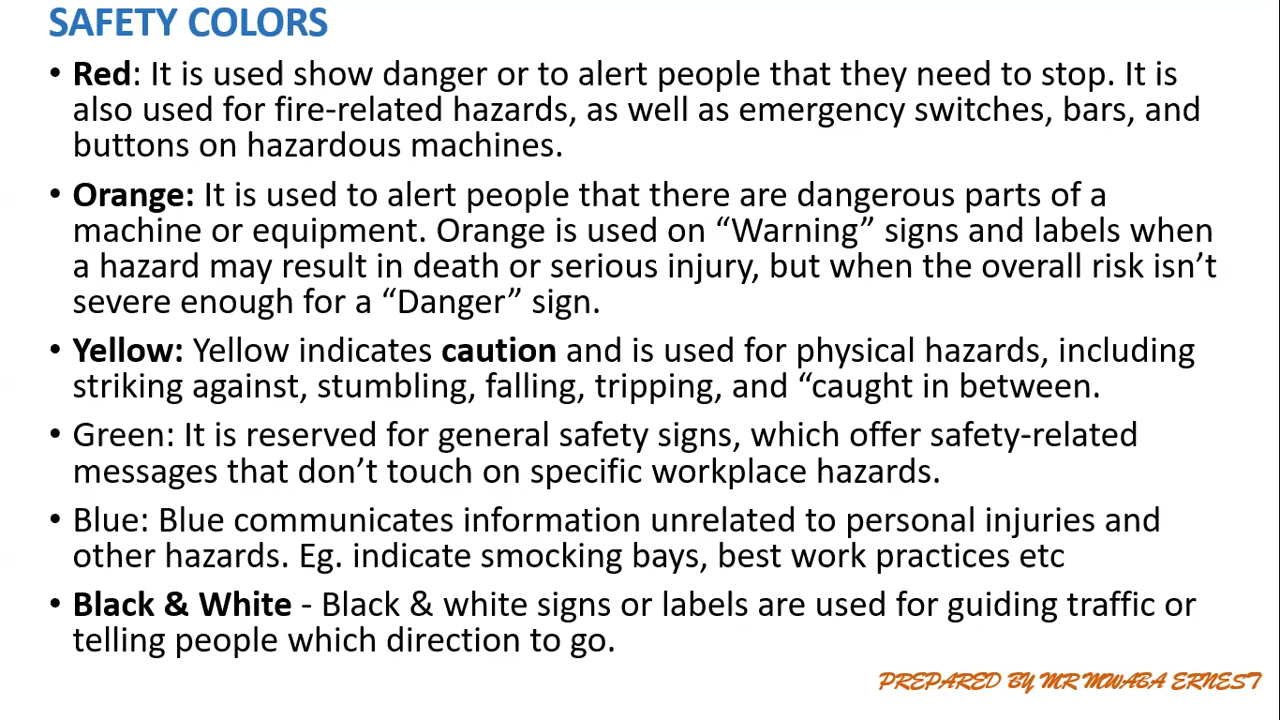 SAFETY COLORS
• Red: It is used show danger or to alert people that they need to stop. It is
also used for fire-related hazards, as well as emergency switches, bars, and
buttons on hazardous machines.
• Orange: It is used to alert people that there are dangerous parts of a
machine or equipment. Orange is used on “Warning” signs and labels when
a hazard may result in death or serious injury, but when the overall risk isn’t
severe enough for a “Danger” sign.
• Yellow: Yellow indicates caution and is used for physical hazards, including
striking against, stumbling, falling, tripping, and “caught in between.
• Green: It is reserved for general safety signs, which offer safety-related
messages that don’t touch on specific workplace hazards.
• Blue: Blue communicates information unrelated to personal injuries and
other hazards. Eg. indicate smocking bays, best work practices etc
• Black & White - Black & white signs or labels are used for guiding traffic or
telling people which direction to go.
PREPARED BY MR MWABA ERNEST